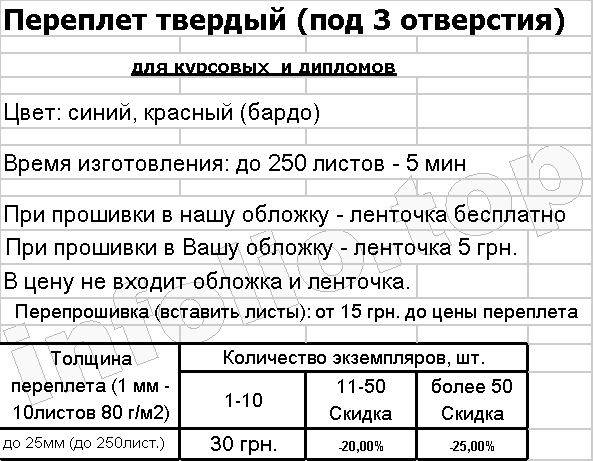 Переплет твердый (под 3 отверстия)
для курсовых и дипломов
Цвет: синий, красный (бардо)
Время изготовления: до 250 листов - 5 мин
При прошивки в нашу обложку - ленточка бесплатно
При прошивки в Вашу обложку - ленточка 5 грн.
В цену не входит обложка и ленточка.
Перепрошивка (вставить листы): от 15 грн. до цены переплета
Толщина
переплета (1 мм -
10листов 80 г/м2)
Количество экземпляров, шт.
1-10
11-50
Скидка
более 50
Скидка
до 25мм (до 250лист.)
30 грн.
-20,00%
-25,00%
infolio.top